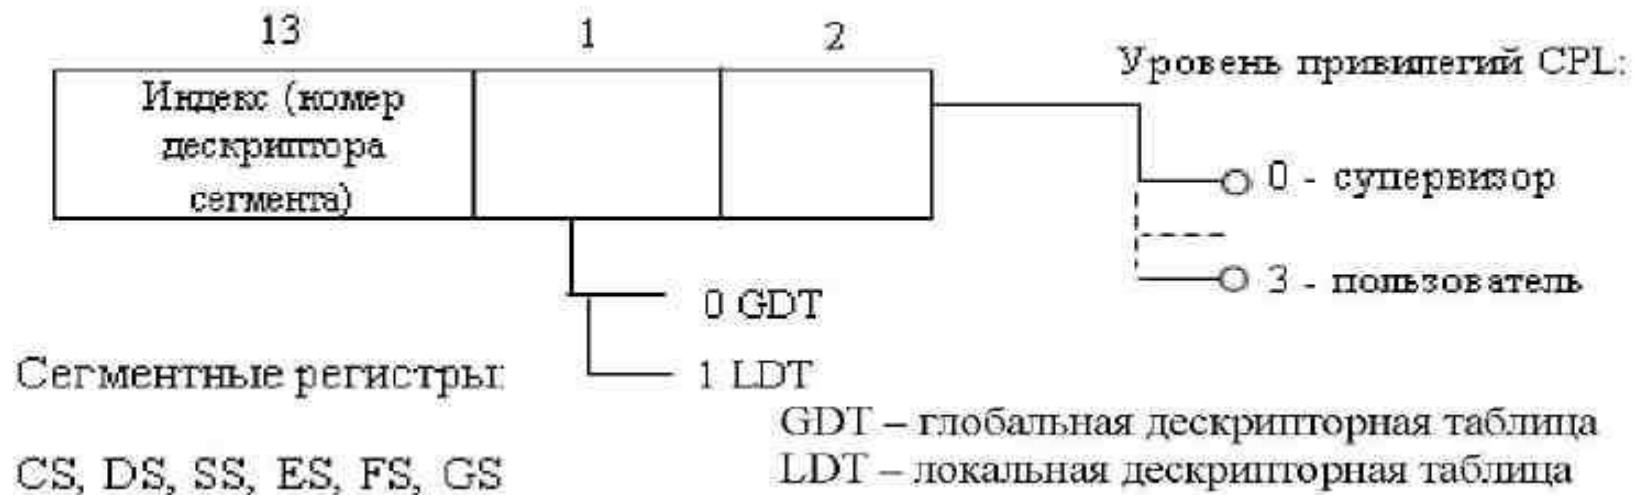 13
1
2
Уровень привилегий CPL:
Индекс (номер
дескриптора
сегмента)
0 - супервизор
3 - пользователь
0 GDT
1 LDT
Сегментные регистры:
GDT – глобальная дескрипторная таблица
CS, DS, SS, ES, FS, GS
LDT – локальная дескрипторная таблица